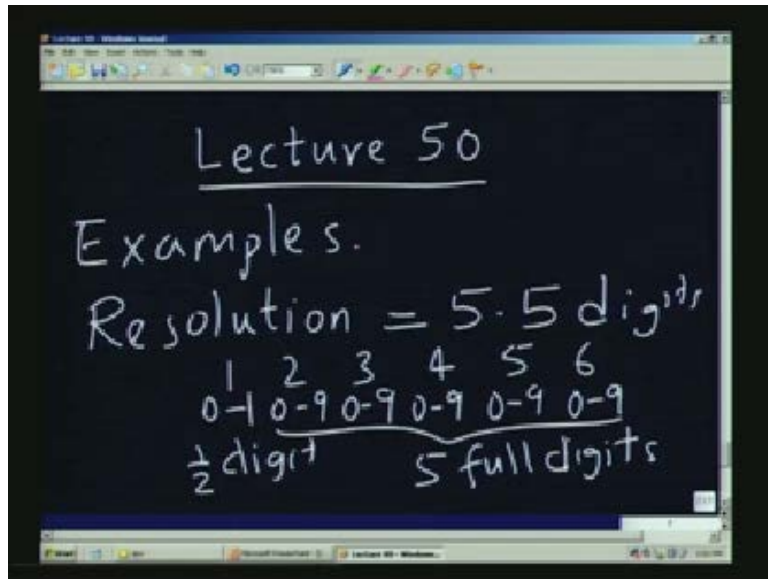 Lecture 50
Examples.
Resolution = 5.5 digits
1 2 3 4 5 6
0-1 0-9 0-9 0-9 0-9 0-9
½ digit 5 full digits